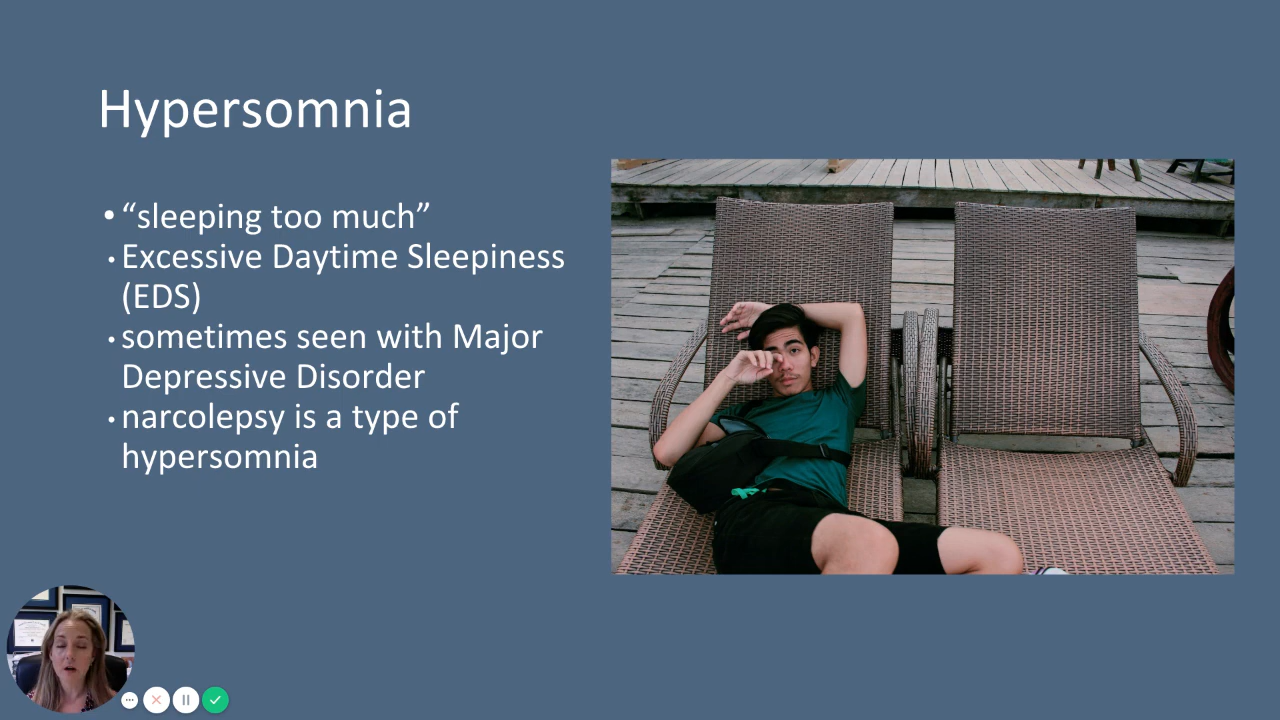 Hypersomnia
• “sleeping too much”
• Excessive Daytime Sleepiness
(EDS)
• sometimes seen with Major
Depressive Disorder
• narcolepsy is a type of
hypersomnia